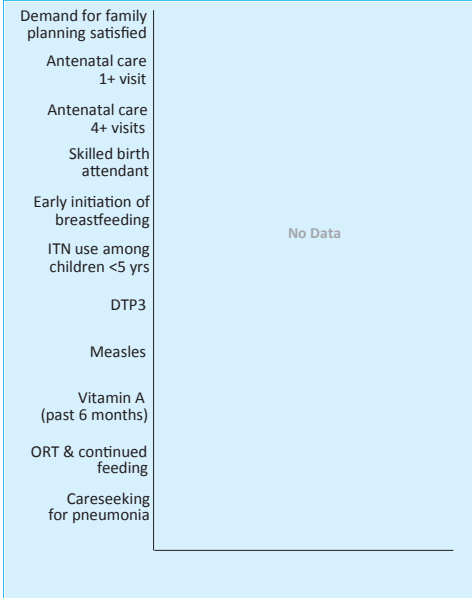 Demand for family
planning satisfied
Antenatal care
1+ visit
Antenatal care
4+ visits
Skilled birth
attendant
Early initiation of
breastfeeding
No Data
ITN use among
children <5 yrs
DTP3
Measles
Vitamin A
(past 6 months)
ORT & continued
feeding
Careseeking
for pneumonia